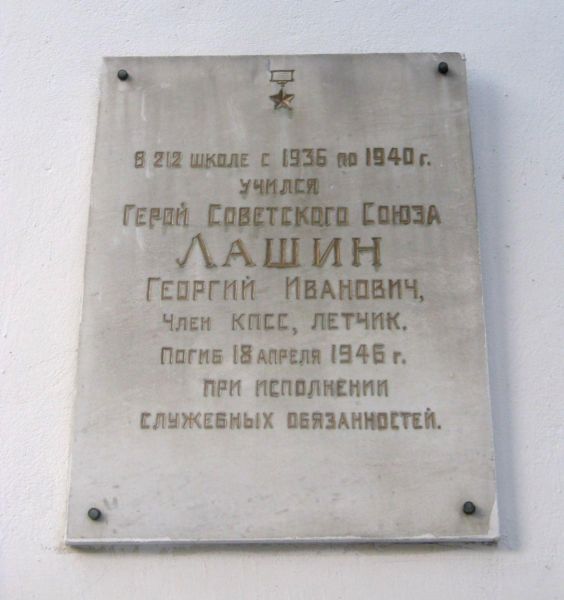 В 212 школе с 1936 по 1940 г.
учился
Герой Советского Союза
ЛАШИН
Георгий Иванович,
член КПСС, летчик.
Погиб 18 апреля 1946 г.
при исполнении
служебных обязанностей.